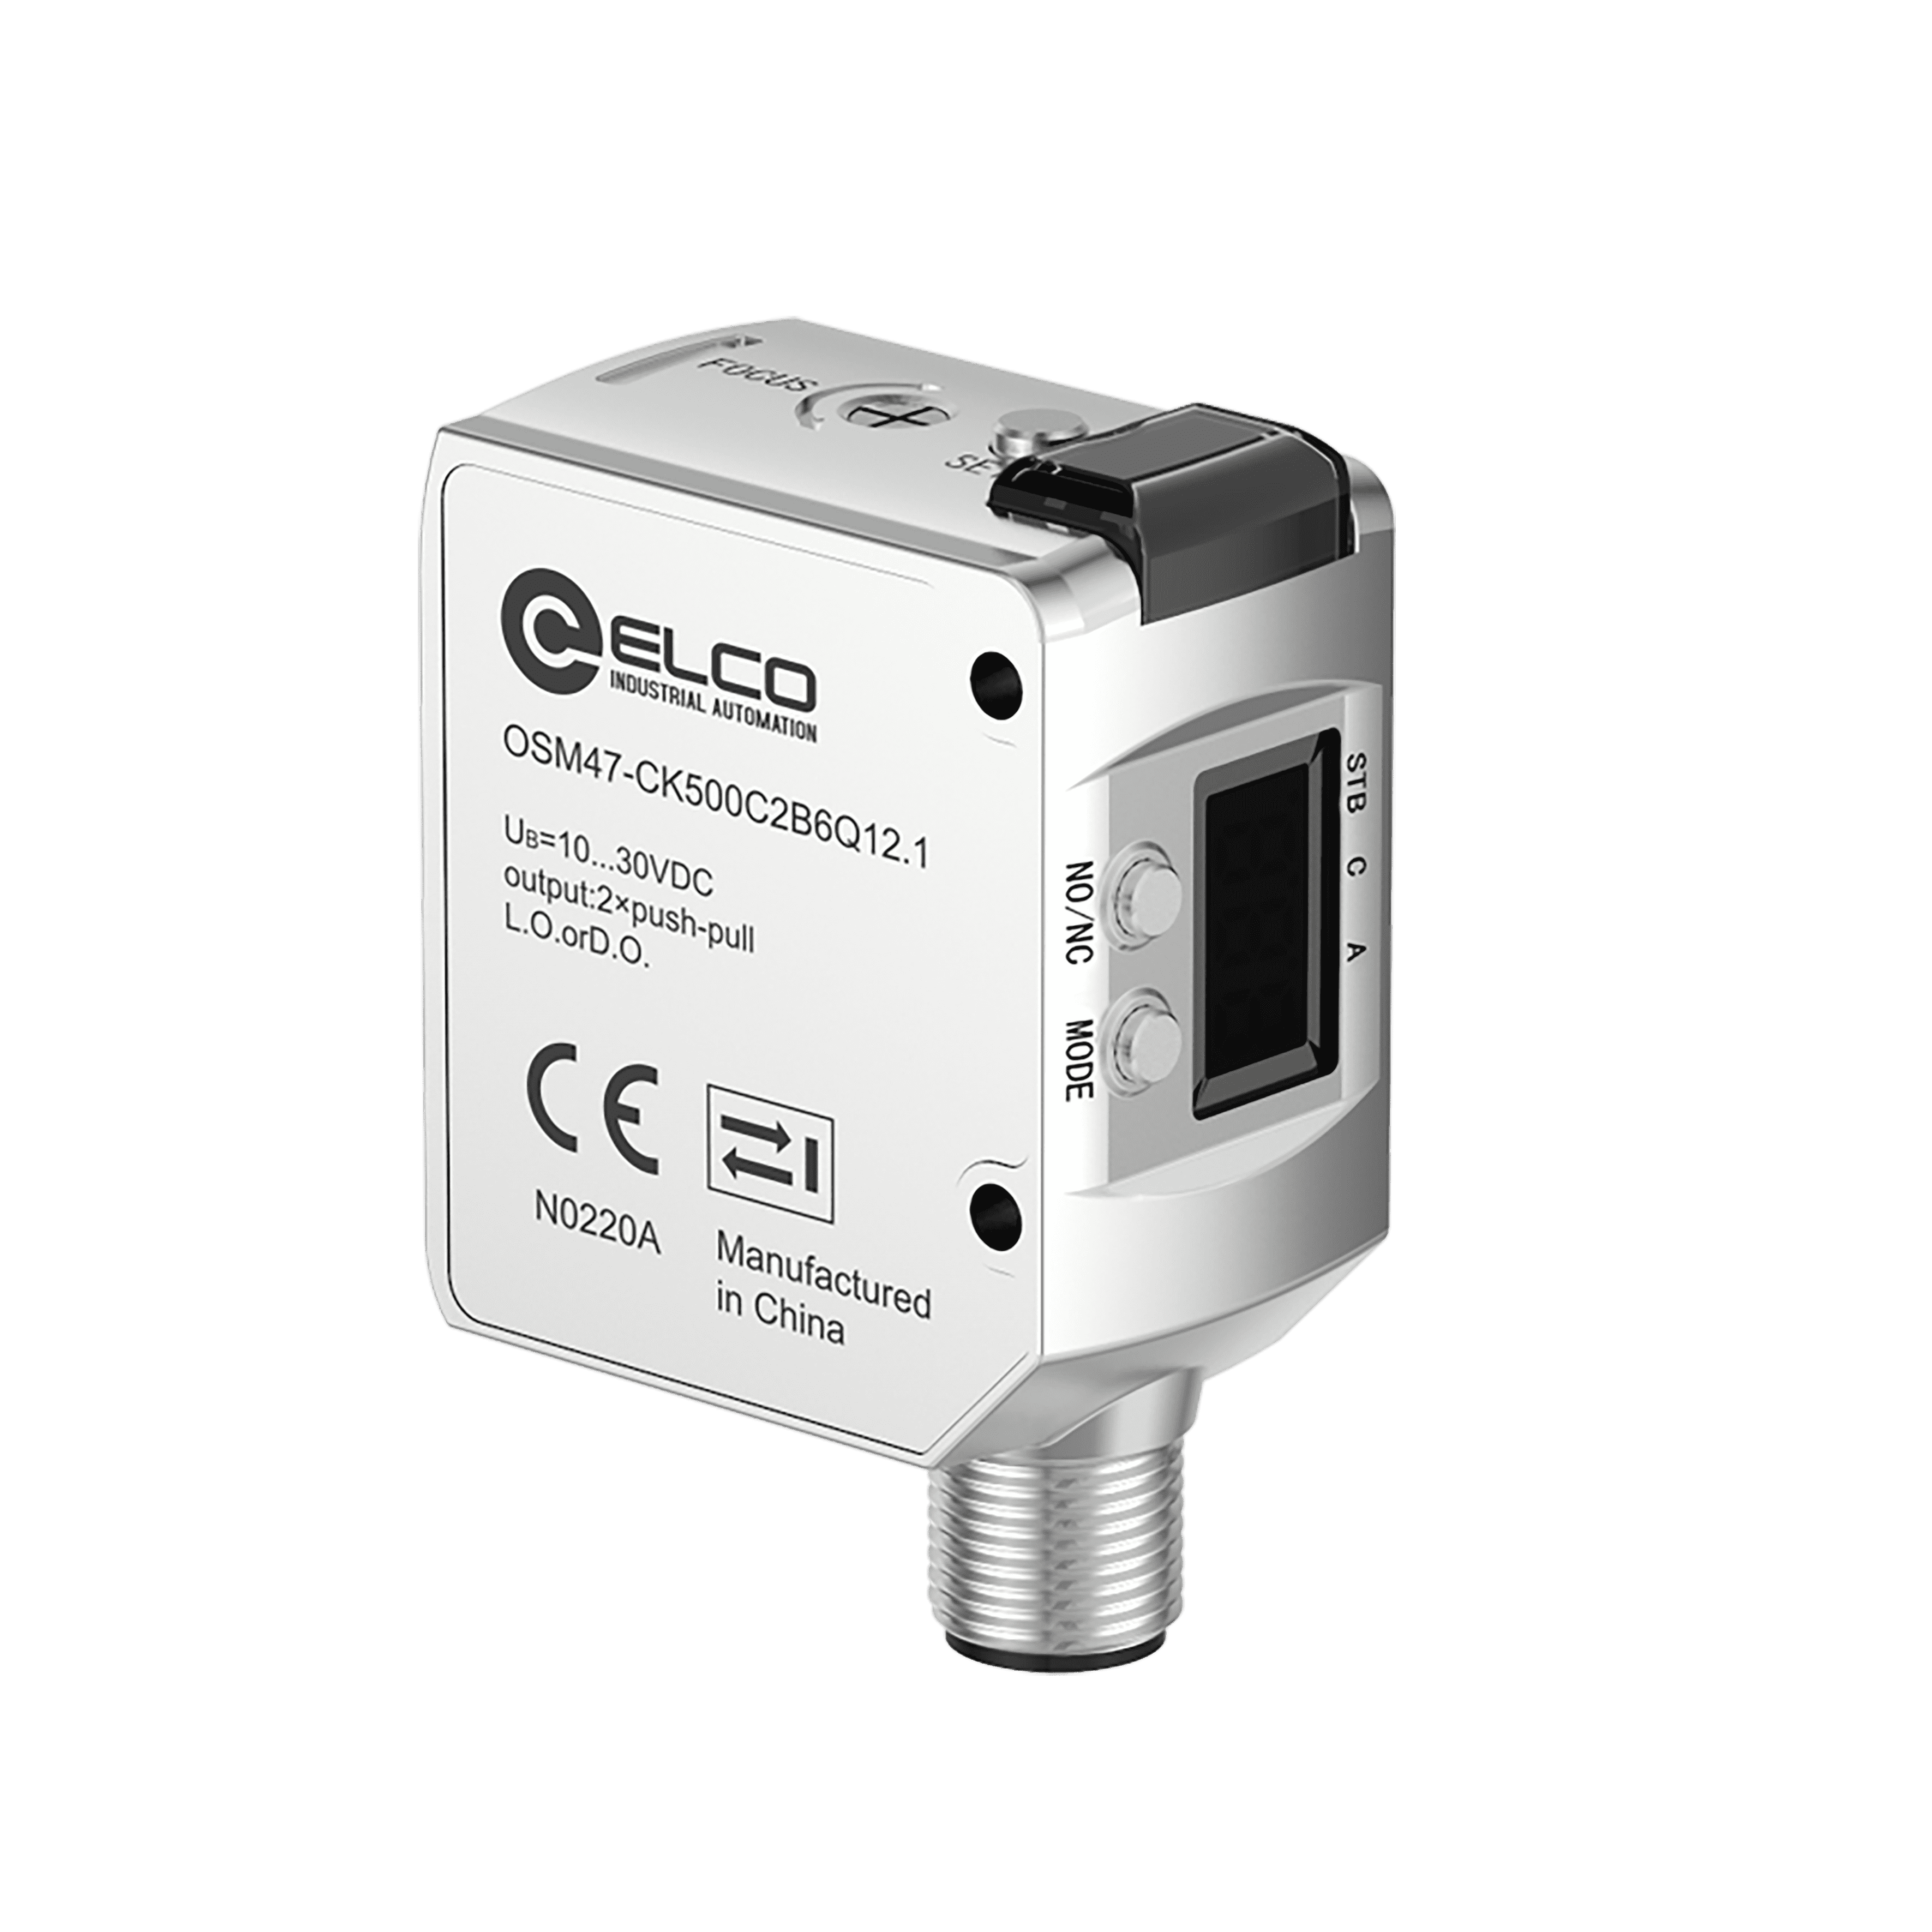 FOCUS
ELCO
INDUSTRIAL AUTOMATION
OSM47-CK500C2B6Q12.1
UB=10...30VDC
output:2×push-pull
L.O.orD.O.
CE
N0220A
Manufactured
in China
NO/NC
MODE
STB C A